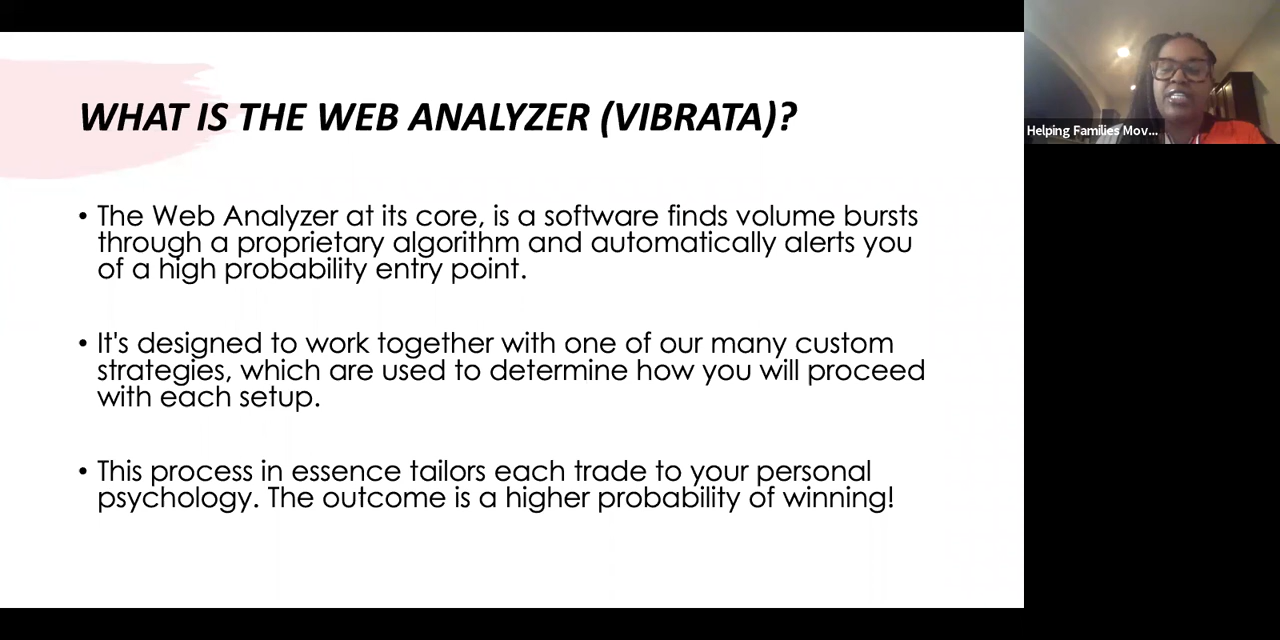 WHAT IS THE WEB ANALYZER (VIBRATA)?
• The Web Analyzer at its core, is a software finds volume bursts
through a proprietary algorithm and automatically alerts you
of a high probability entry point.
• It's designed to work together with one of our many custom
strategies, which are used to determine how you will proceed
with each setup.
• This process in essence tailors each trade to your personal
psychology. The outcome is a higher probability of winning!
Helping Families Mov...